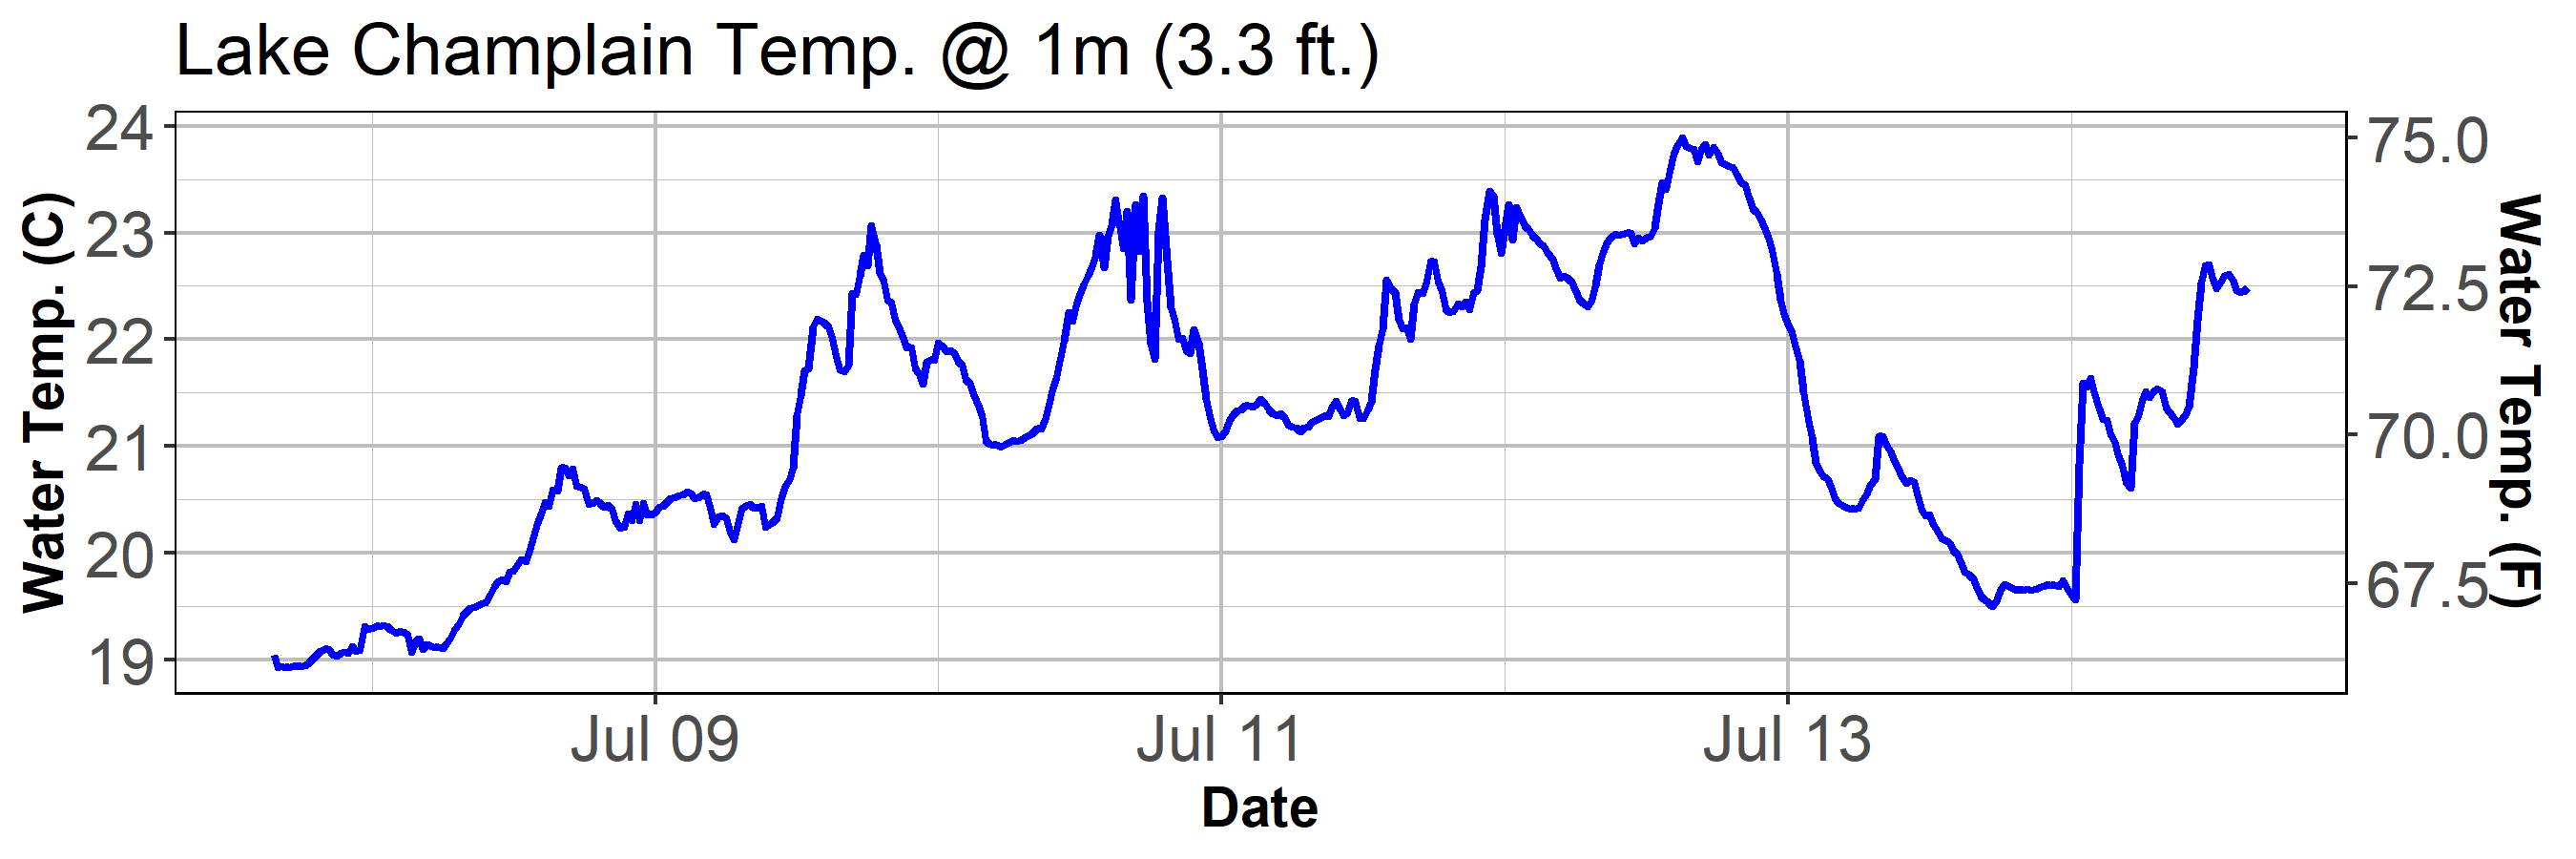 Lake Champlain Temp. @ 1m (3.3 ft.)
Water Temp. (C)
24
23
22
21
20
19
75.0
72.5
70.0
67.5
Water Temp. (F)
Jul 09
Jul 11
Jul 13
Date